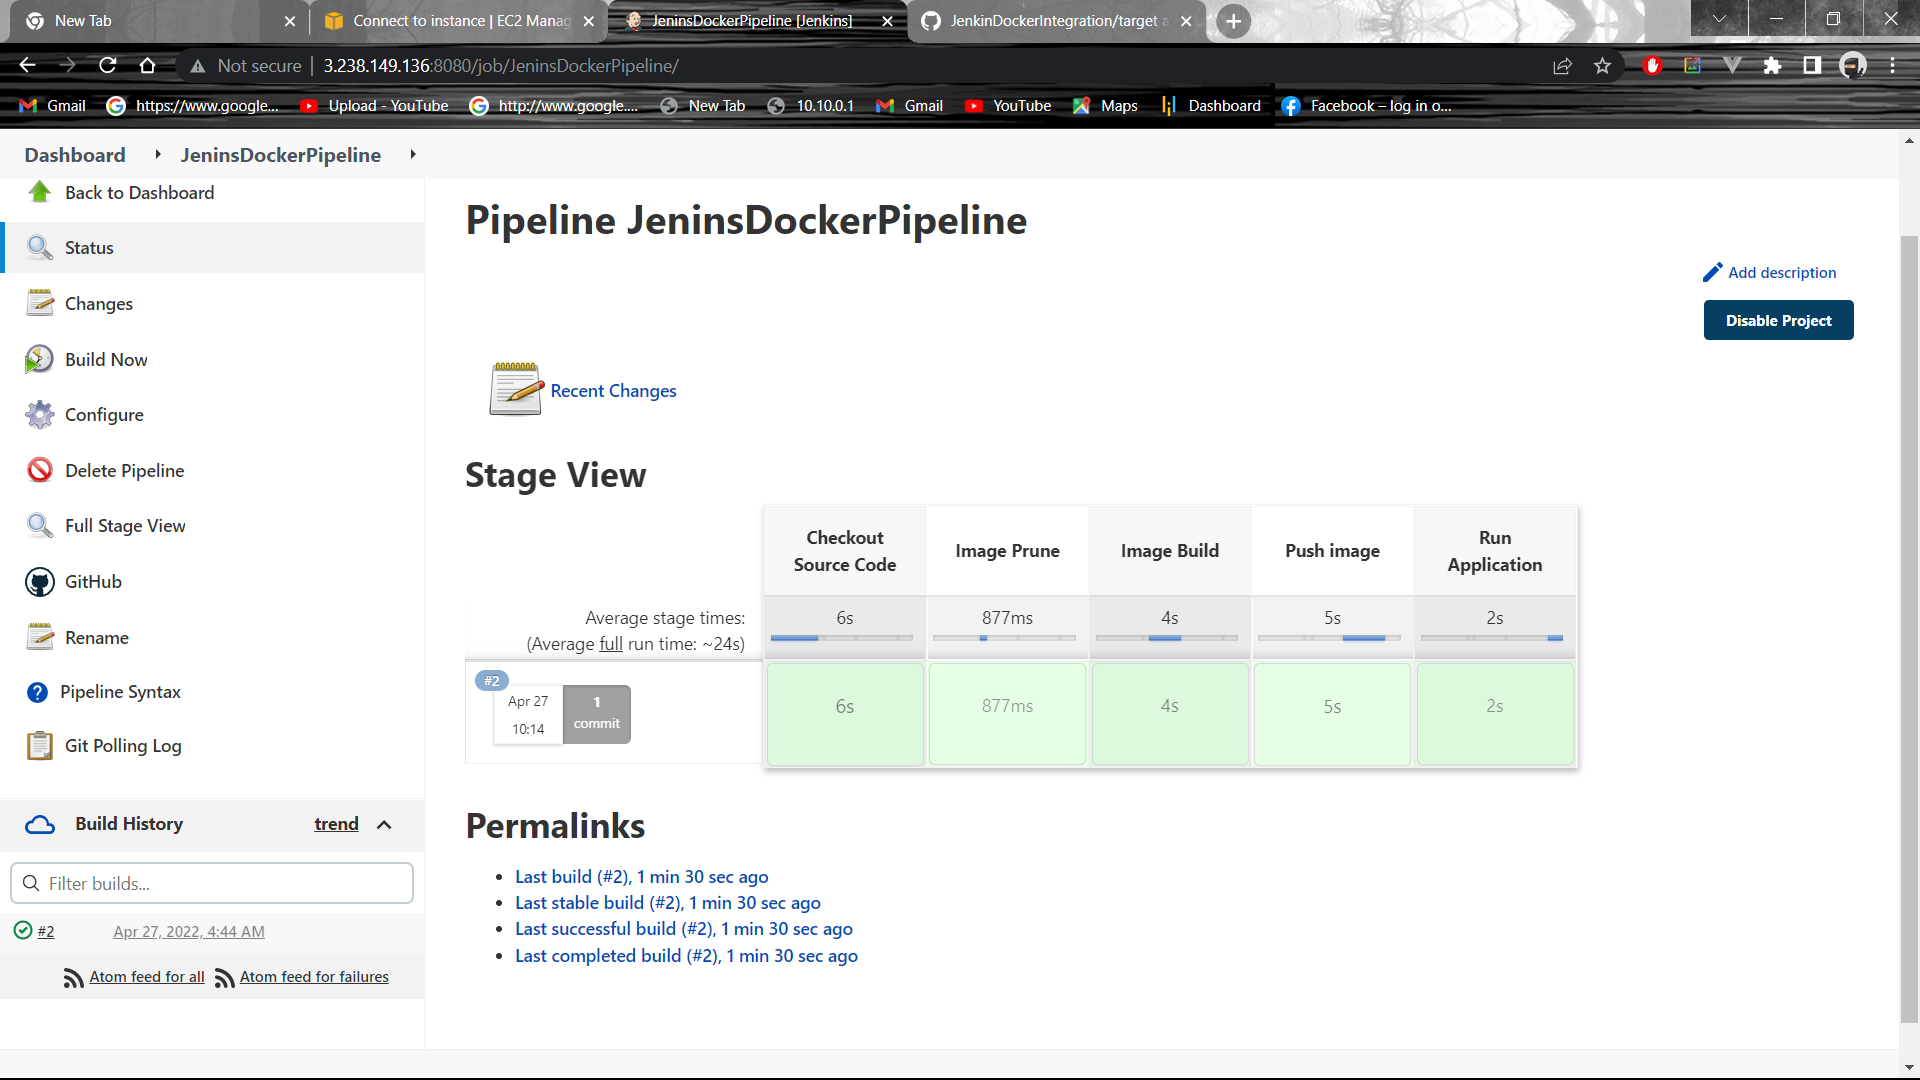 New Tab
Connect to instance | EC2 Manag
JeninsDockerPipeline [Jenkins]
JenkinDockerIntegration/target a
Not secure
3.238.149.136:8080/job/JeninsDockerPipeline/
Gmail
https://www.google...
Upload - YouTube
http://www.google....
New Tab
10.10.0.1
Gmail
YouTube
Maps
Dashboard
Facebook – log in o...
Dashboard
JeninsDockerPipeline
Back to Dashboard
Status
Changes
Build Now
Configure
Delete Pipeline
Full Stage View
GitHub
Rename
Pipeline Syntax
Git Polling Log
Build History
trend
Filter builds...
#2
Apr 27, 2022, 4:44 AM
Atom feed for all
Atom feed for failures
Pipeline JeninsDockerPipeline
Add description
Disable Project
Recent Changes
Stage View
Checkout
Source Code
Image Prune
Image Build
Push image
Run
Application
Average stage times:
(Average full run time: ~24s)
6s
877ms
4s
5s
2s
#2
Apr 27
10:14
1
commit
6s
877ms
4s
5s
2s
Permalinks
Last build (#2), 1 min 30 sec ago
Last stable build (#2), 1 min 30 sec ago
Last successful build (#2), 1 min 30 sec ago
Last completed build (#2), 1 min 30 sec ago